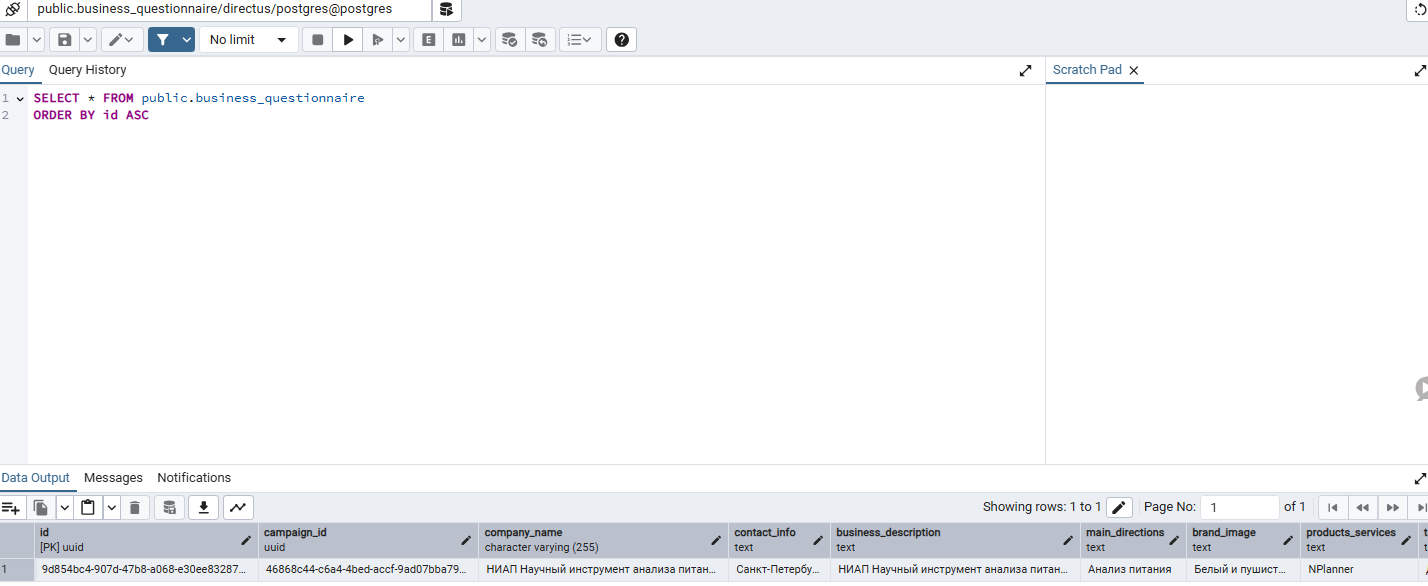 public.business_questionnaire/directus/postgres@postgres
No limit
E
?
Query Query History
Scratch Pad
1 SELECT * FROM public.business_questionnaire
2 ORDER BY id ASC
Data Output Messages Notifications
Showing rows: 1 to 1 Page No: 1 of 1
id campaign_id company_name contact_info business_description main_directions brand_image products_services t
[PK] uuid uuid character varying (255) text text text text text
1 9d854bc4-907d-47b8-a068-e30ee83287... 46868c44-c6a4-4bed-accf-9ad07bba79... НИАП Научный инструмент анализа питан... Санкт-Петербу... НИАП Научный инструмент анализа питан... Анализ питания Белый и пушист... NPlanner